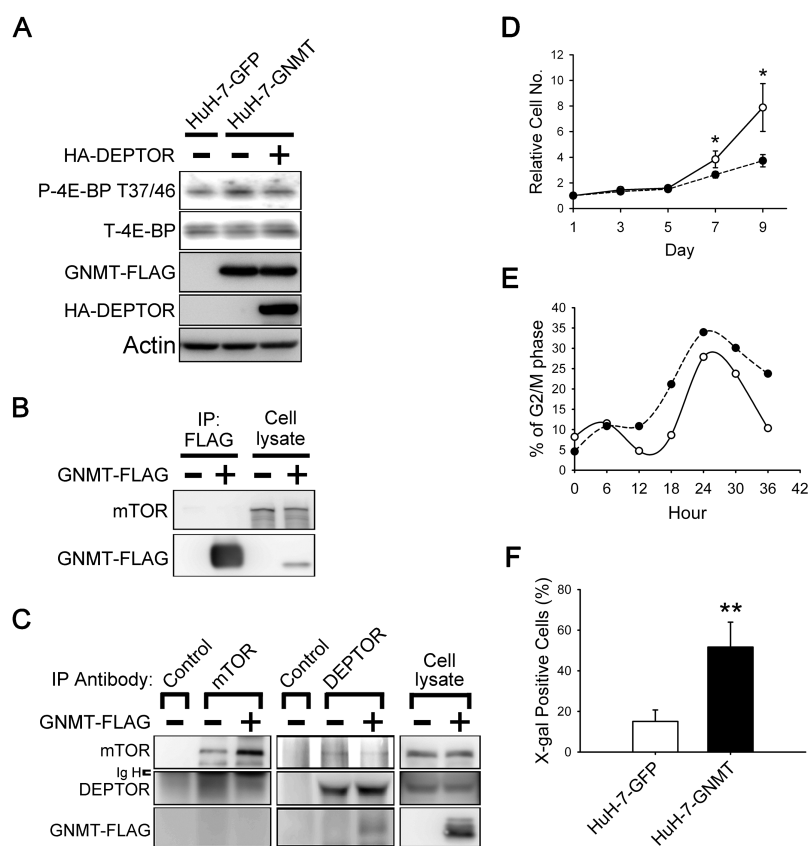 A
HuH-7-GFP
HuH-7-GNMT
HA-DEPTOR − − +
P-4E-BP T37/46
T-4E-BP
GNMT-FLAG
HA-DEPTOR
Actin
B
IP: FLAG
Cell lysate
GNMT-FLAG − + − +
mTOR
GNMT-FLAG
C
IP Antibody: Control mTOR Control DEPTOR Cell lysate
GNMT-FLAG − − + − − + − +
mTOR
Ig H
DEPTOR
GNMT-FLAG
D
Relative Cell No.
12
10
8
6
4
2
0
* *
1 3 5 7 9
Day
E
% of G2/M phase
40
35
30
25
20
15
10
5
0
0 6 12 18 24 30 36 42
Hour
F
X-gal Positive Cells (%)
80
60
40
20
0
**
HuH-7-GFP
HuH-7-GNMT